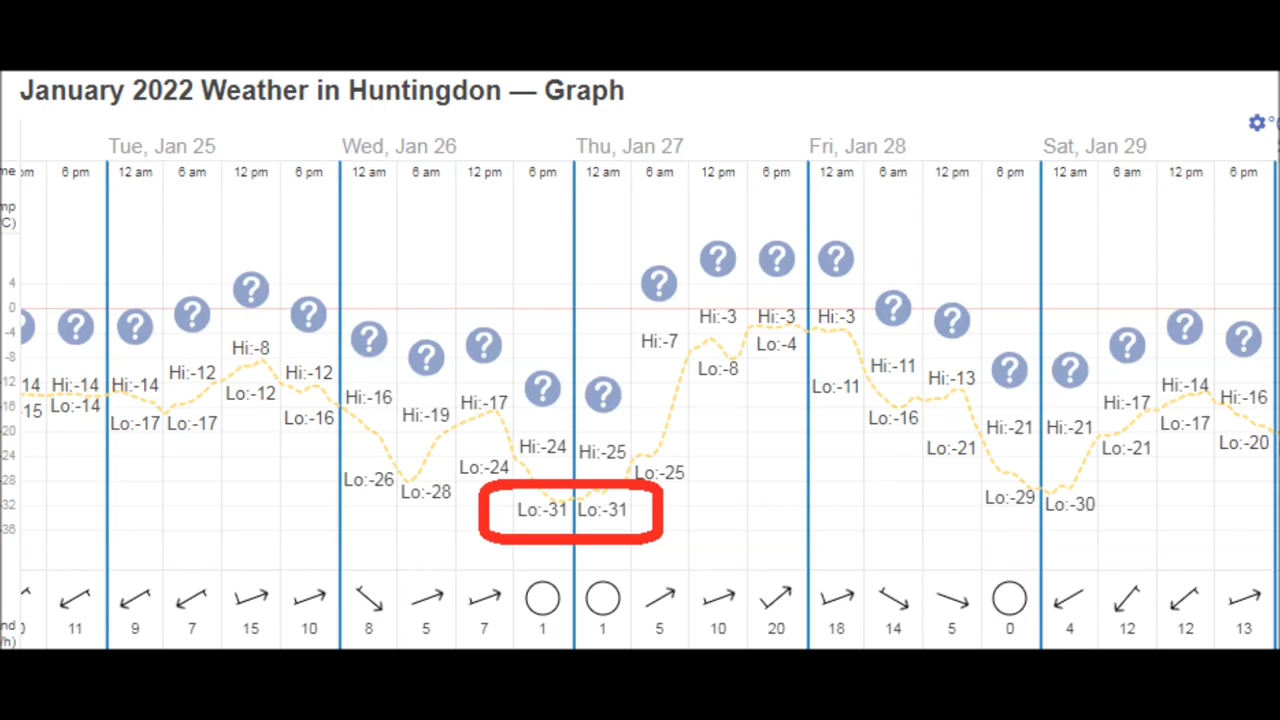 January 2022 Weather in Huntingdon — Graph
Tue, Jan 25 Wed, Jan 26 Thu, Jan 27 Fri, Jan 28 Sat, Jan 29
6 pm 12 am 6 am 12 pm 6 pm 12 am 6 am 12 pm 6 pm 12 am 6 am 12 pm 6 pm 12 am 6 am 12 pm 6 pm 12 am 6 am 12 pm 6 pm
? ? ? ? ? ? ? ? ? ? ? ? ? ? ? ? ? ? ? ? ?
4
0
-4
-8
-12
-16
-20
-24
-28
-32
-36
Hi:-14 Hi:-14 Hi:-12 Hi:-8 Hi:-12 Hi:-16 Hi:-19 Hi:-17 Hi:-24 Hi:-25 Hi:-7 Hi:-3 Hi:-3 Hi:-3 Hi:-11 Hi:-13 Hi:-21 Hi:-21 Hi:-17 Hi:-14 Hi:-16
Lo:-14 Lo:-17 Lo:-17 Lo:-12 Lo:-16 Lo:-26 Lo:-28 Lo:-24 Lo:-31 Lo:-31 Lo:-25 Lo:-8 Lo:-4 Lo:-11 Lo:-16 Lo:-21 Lo:-29 Lo:-30 Lo:-21 Lo:-17 Lo:-20
11 9 7 15 10 8 5 7 1 1 5 10 20 18 14 5 0 4 12 12 13